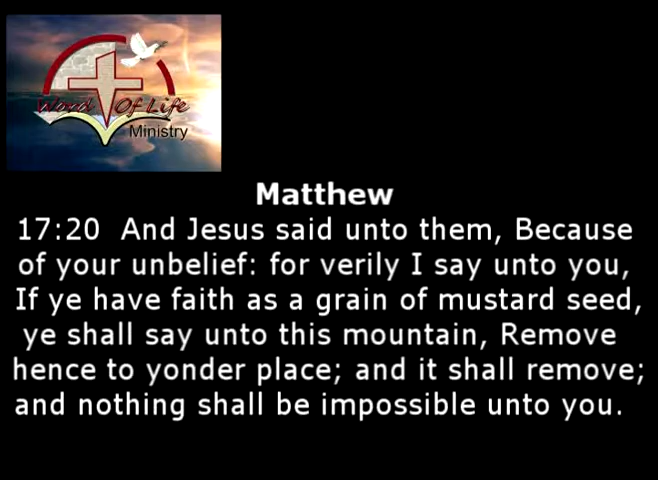 Word Of Life
Ministry
Matthew
17:20 And Jesus said unto them, Because
of your unbelief: for verily I say unto you,
If ye have faith as a grain of mustard seed,
ye shall say unto this mountain, Remove
hence to yonder place; and it shall remove;
and nothing shall be impossible unto you.